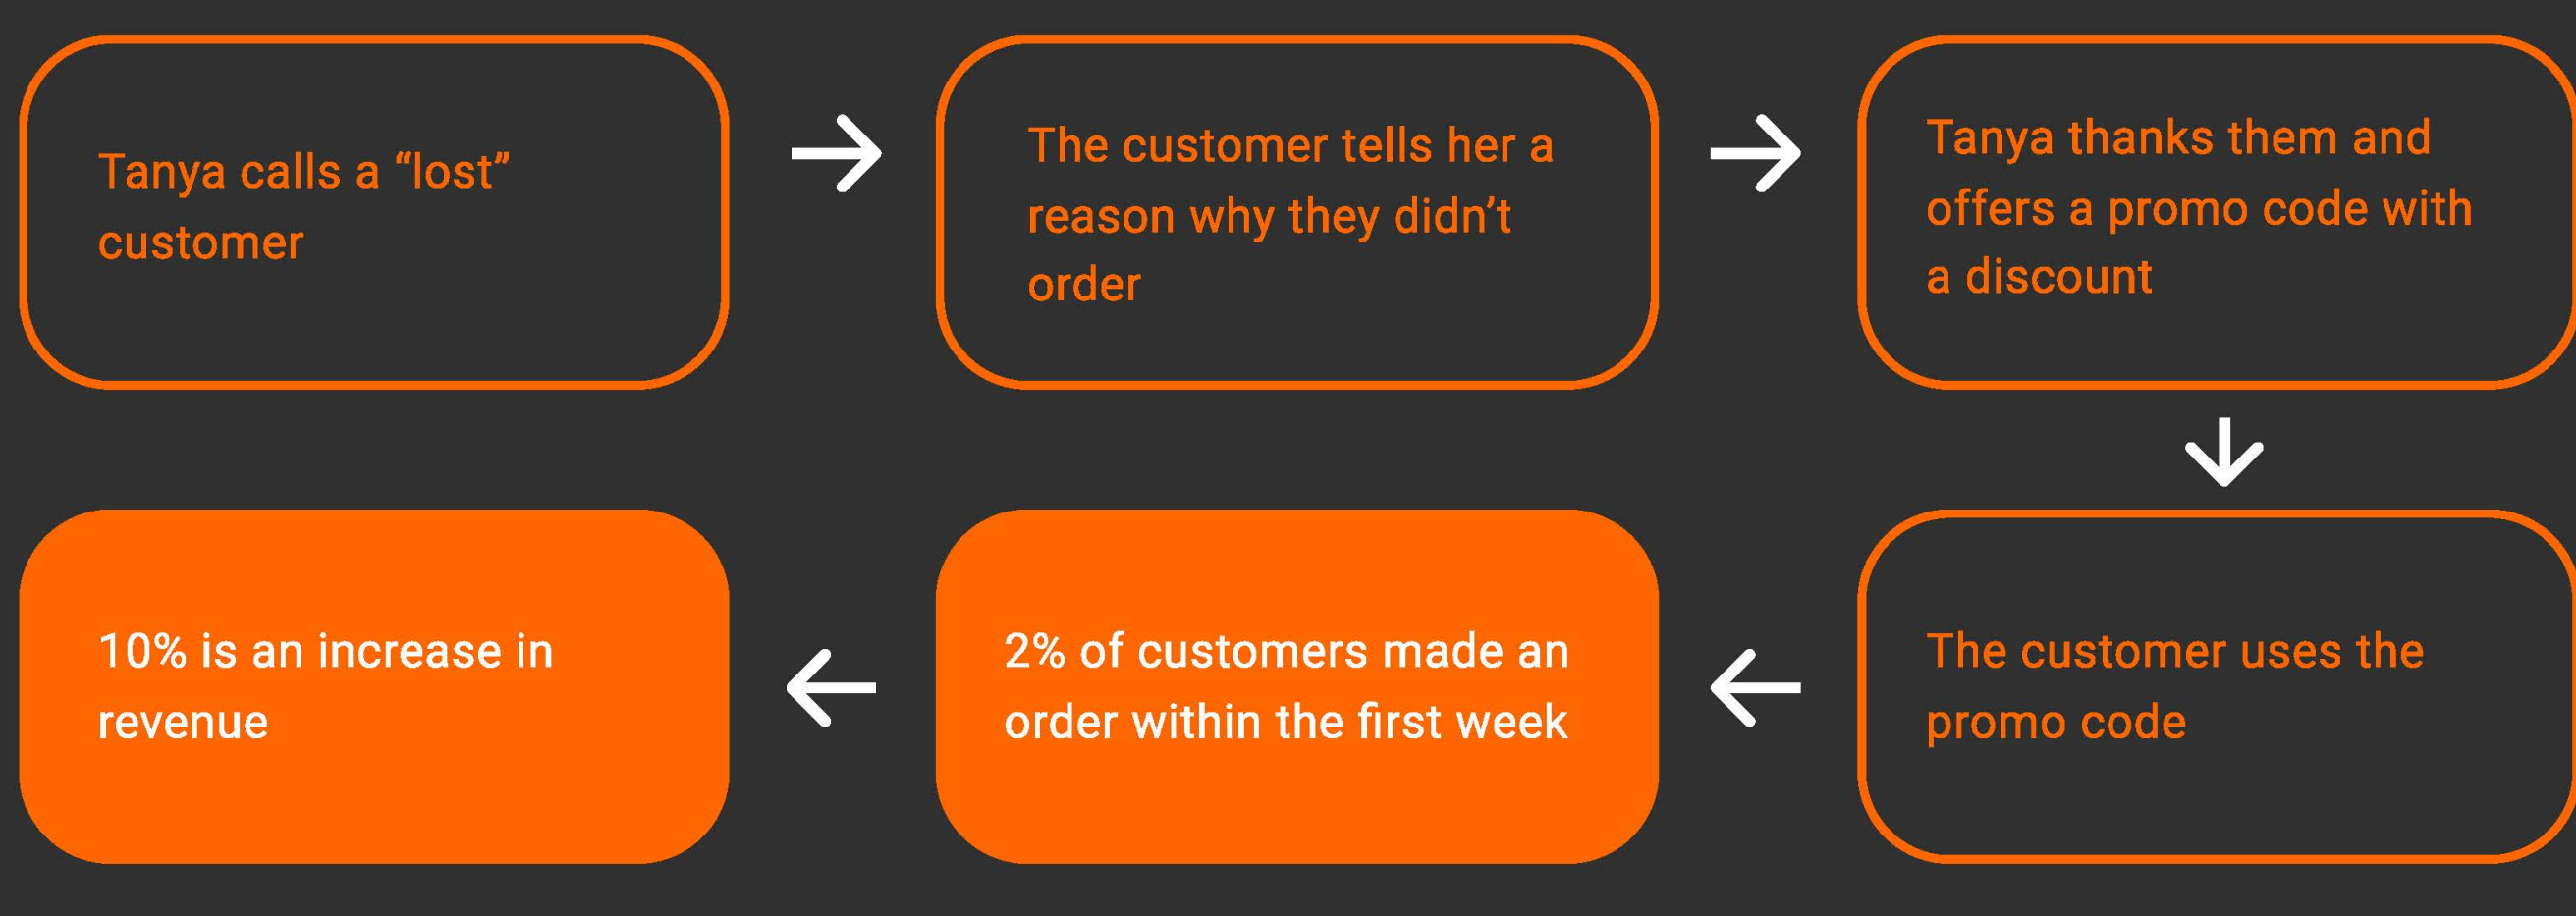 Tanya calls a “lost”
customer
The customer tells her a
reason why they didn’t
order
Tanya thanks them and
offers a promo code with
a discount
The customer uses the
promo code
2% of customers made an
order within the first week
10% is an increase in
revenue